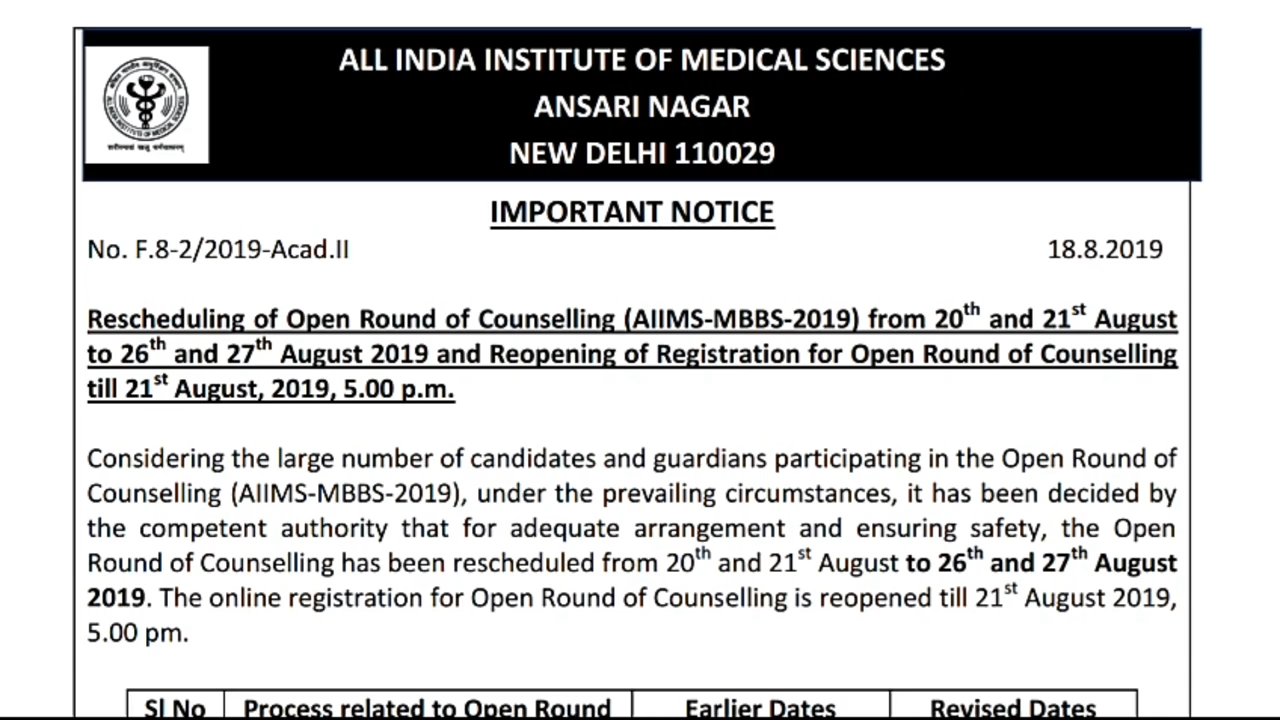 ALL INDIA INSTITUTE OF MEDICAL SCIENCES
ANSARI NAGAR
NEW DELHI 110029
ALL INDIA INSTITUTE OF MEDICAL SCIENCES
IMPORTANT NOTICE
No. F.8-2/2019-Acad.II 18.8.2019
Rescheduling of Open Round of Counselling (AIIMS-MBBS-2019) from 20th and 21st August
to 26th and 27th August 2019 and Reopening of Registration for Open Round of Counselling
till 21st August, 2019, 5.00 p.m.
Considering the large number of candidates and guardians participating in the Open Round of
Counselling (AIIMS-MBBS-2019), under the prevailing circumstances, it has been decided by
the competent authority that for adequate arrangement and ensuring safety, the Open
Round of Counselling has been rescheduled from 20th and 21st August to 26th and 27th August
2019. The online registration for Open Round of Counselling is reopened till 21st August 2019,
5.00 pm.
Sl No Process related to Open Round Earlier Dates Revised Dates